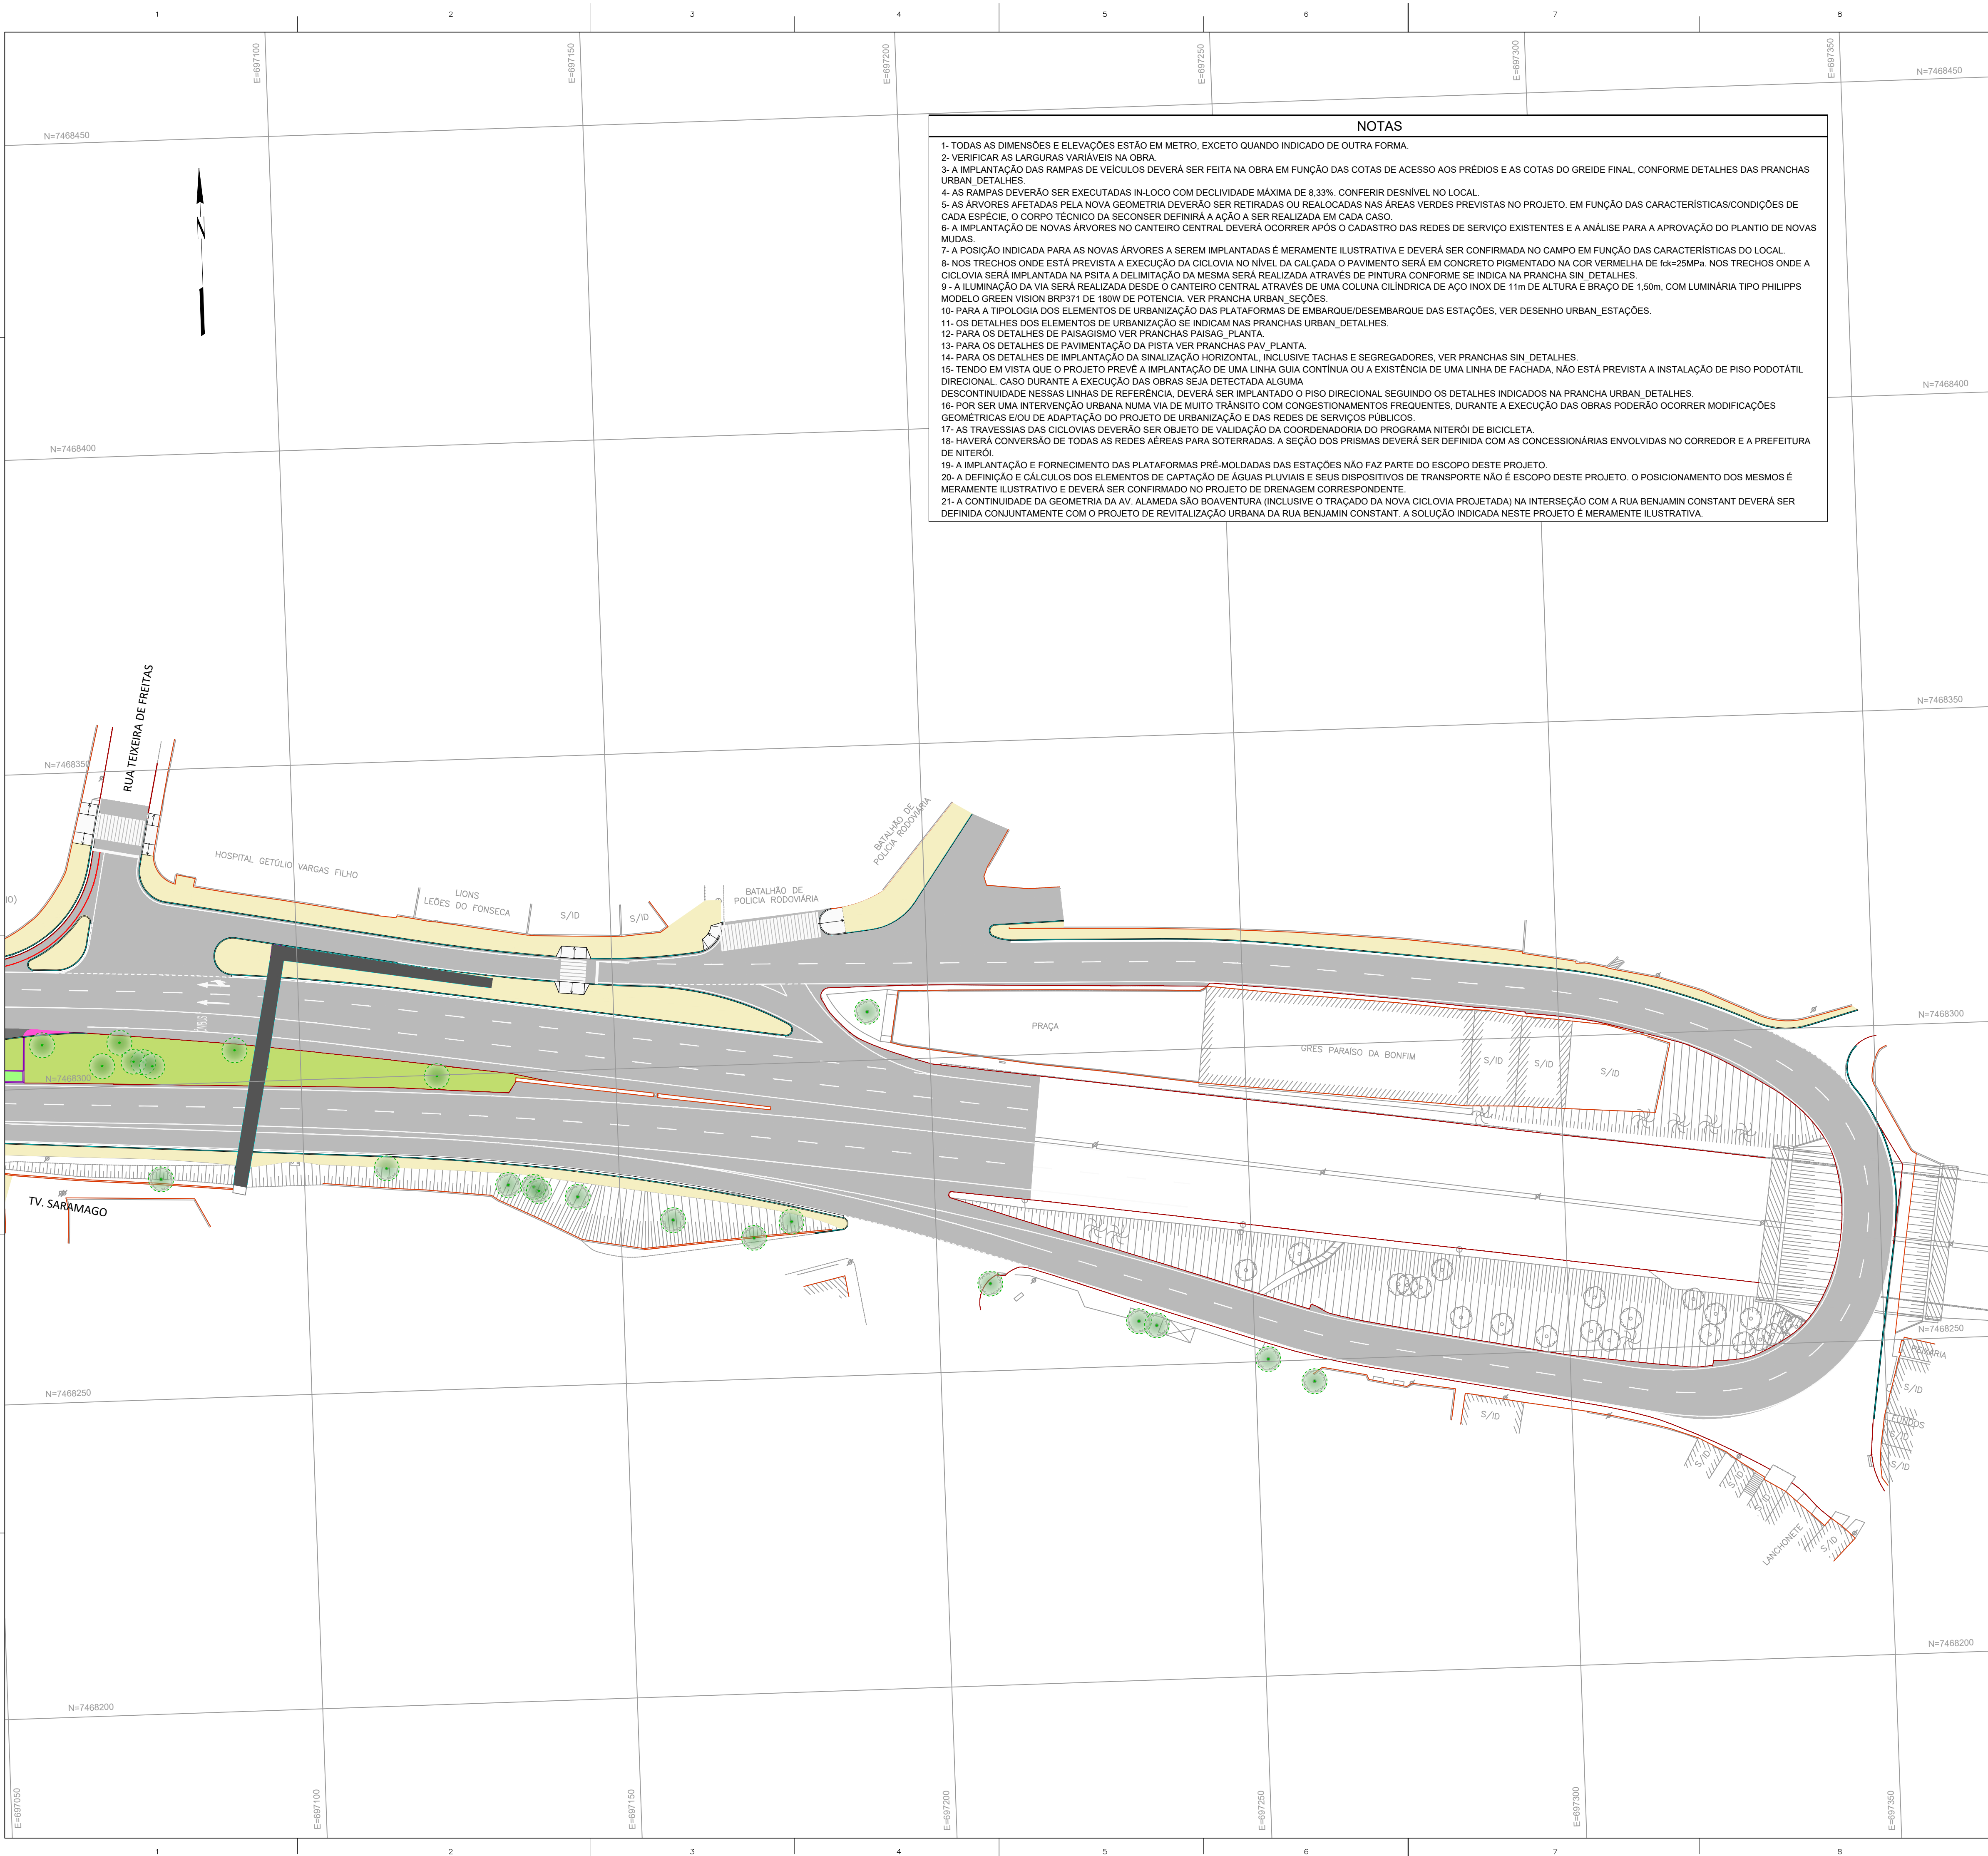 1 2 3 4 5 6 7 8
E=697100
E=697150
E=697200
E=697250
E=697300
E=697350
N=7468450
N=7468450
NOTAS
1- TODAS AS DIMENSÕES E ELEVAÇÕES ESTÃO EM METRO, EXCETO QUANDO INDICADO DE OUTRA FORMA.
2- VERIFICAR AS LARGURAS VARIÁVEIS NA OBRA.
3- A IMPLANTAÇÃO DAS RAMPAS DE VEÍCULOS DEVERÁ SER FEITA NA OBRA EM FUNÇÃO DAS COTAS DE ACESSO AOS PRÉDIOS E AS COTAS DO GREIDE FINAL, CONFORME DETALHES DAS PRANCHAS
URBAN_DETALHES.
4- AS RAMPAS DEVERÃO SER EXECUTADAS IN-LOCO COM DECLIVIDADE MÁXIMA DE 8,33%. CONFERIR DESNÍVEL NO LOCAL.
5- AS ÁRVORES AFETADAS PELA NOVA GEOMETRIA DEVERÃO SER RETIRADAS OU REALOCADAS NAS ÁREAS VERDES PREVISTAS NO PROJETO. EM FUNÇÃO DAS CARACTERÍSTICAS/CONDIÇÕES DE
CADA ESPÉCIE, O CORPO TÉCNICO DA SECONSER DEFINIRÁ A AÇÃO A SER REALIZADA EM CADA CASO.
6- A IMPLANTAÇÃO DE NOVAS ÁRVORES NO CANTEIRO CENTRAL DEVERÁ OCORRER APÓS O CADASTRO DAS REDES DE SERVIÇO EXISTENTES E A ANÁLISE PARA A APROVAÇÃO DO PLANTIO DE NOVAS
MUDAS.
7- A POSIÇÃO INDICADA PARA AS NOVAS ÁRVORES A SEREM IMPLANTADAS É MERAMENTE ILUSTRATIVA E DEVERÁ SER CONFIRMADA NO CAMPO EM FUNÇÃO DAS CARACTERÍSTICAS DO LOCAL.
8- NOS TRECHOS ONDE ESTÁ PREVISTA A EXECUÇÃO DA CICLOVIA NO NÍVEL DA CALÇADA O PAVIMENTO SERÁ EM CONCRETO PIGMENTADO NA COR VERMELHA DE fck=25MPa. NOS TRECHOS ONDE A
CICLOVIA SERÁ IMPLANTADA NA PSITA A DELIMITAÇÃO DA MESMA SERÁ REALIZADA ATRAVÉS DE PINTURA CONFORME SE INDICA NA PRANCHA SIN_DETALHES.
9 - A ILUMINAÇÃO DA VIA SERÁ REALIZADA DESDE O CANTEIRO CENTRAL ATRAVÉS DE UMA COLUNA CILÍNDRICA DE AÇO INOX DE 11m DE ALTURA E BRAÇO DE 1,50m, COM LUMINÁRIA TIPO PHILIPPS
MODELO GREEN VISION BRP371 DE 180W DE POTENCIA. VER PRANCHA URBAN_SEÇÕES.
10- PARA A TIPOLOGIA DOS ELEMENTOS DE URBANIZAÇÃO DAS PLATAFORMAS DE EMBARQUE/DESEMBARQUE DAS ESTAÇÕES, VER DESENHO URBAN_ESTAÇÕES.
11- OS DETALHES DOS ELEMENTOS DE URBANIZAÇÃO SE INDICAM NAS PRANCHAS URBAN_DETALHES.
12- PARA OS DETALHES DE PAISAGISMO VER PRANCHAS PAISAG_PLANTA.
13- PARA OS DETALHES DE PAVIMENTAÇÃO DA PISTA VER PRANCHAS PAV_PLANTA.
14- PARA OS DETALHES DE IMPLANTAÇÃO DA SINALIZAÇÃO HORIZONTAL, INCLUSIVE TACHAS E SEGREGADORES, VER PRANCHAS SIN_DETALHES.
15- TENDO EM VISTA QUE O PROJETO PREVÊ A IMPLANTAÇÃO DE UMA LINHA GUIA CONTÍNUA OU A EXISTÊNCIA DE UMA LINHA DE FACHADA, NÃO ESTÁ PREVISTA A INSTALAÇÃO DE PISO PODOTÁTIL
DIRECIONAL. CASO DURANTE A EXECUÇÃO DAS OBRAS SEJA DETECTADA ALGUMA
DESCONTINUIDADE NESSAS LINHAS DE REFERÊNCIA, DEVERÁ SER IMPLANTADO O PISO DIRECIONAL SEGUINDO OS DETALHES INDICADOS NA PRANCHA URBAN_DETALHES.
16- POR SER UMA INTERVENÇÃO URBANA NUMA VIA DE MUITO TRÂNSITO COM CONGESTIONAMENTOS FREQUENTES, DURANTE A EXECUÇÃO DAS OBRAS PODERÃO OCORRER MODIFICAÇÕES
GEOMÉTRICAS E/OU DE ADAPTAÇÃO DO PROJETO DE URBANIZAÇÃO E DAS REDES DE SERVIÇOS PÚBLICOS.
17- AS TRAVESSIAS DAS CICLOVIAS DEVERÃO SER OBJETO DE VALIDAÇÃO DA COORDENADORIA DO PROGRAMA NITERÓI DE BICICLETA.
18- HAVERÁ CONVERSÃO DE TODAS AS REDES AÉREAS PARA SOTERRADAS. A SEÇÃO DOS PRISMAS DEVERÁ SER DEFINIDA COM AS CONCESSIONÁRIAS ENVOLVIDAS NO CORREDOR E A PREFEITURA
DE NITERÓI.
19- A IMPLANTAÇÃO E FORNECIMENTO DAS PLATAFORMAS PRÉ-MOLDADAS DAS ESTAÇÕES NÃO FAZ PARTE DO ESCOPO DESTE PROJETO.
20- A DEFINIÇÃO E CÁLCULOS DOS ELEMENTOS DE CAPTAÇÃO DE ÁGUAS PLUVIAIS E SEUS DISPOSITIVOS DE TRANSPORTE NÃO É ESCOPO DESTE PROJETO. O POSICIONAMENTO DOS MESMOS É
MERAMENTE ILUSTRATIVO E DEVERÁ SER CONFIRMADO NO PROJETO DE DRENAGEM CORRESPONDENTE.
21- A CONTINUIDADE DA GEOMETRIA DA AV. ALAMEDA SÃO BOAVENTURA (INCLUSIVE O TRAÇADO DA NOVA CICLOVIA PROJETADA) NA INTERSEÇÃO COM A RUA BENJAMIN CONSTANT DEVERÁ SER
DEFINIDA CONJUNTAMENTE COM O PROJETO DE REVITALIZAÇÃO URBANA DA RUA BENJAMIN CONSTANT. A SOLUÇÃO INDICADA NESTE PROJETO É MERAMENTE ILUSTRATIVA.
N
N=7468400
N=7468400
N=7468350
N=7468350
RUA TEIXEIRA DE FREITAS
HOSPITAL GETÚLIO VARGAS FILHO
LIONS
LEÕES DO FONSECA
S/ID
S/ID
BATALHÃO DE
POLICIA RODOVIÁRIA
BATALHÃO DE
POLICIA RODOVIÁRIA
IO)
ÔNIBUS
PRAÇA
GRES PARAÍSO DA BONFIM
S/ID
S/ID
S/ID
N=7468300
N=7468300
TV. SARAMAGO
N=7468250
N=7468250
PEIXARIA
S/ID
FUNDOS
S/ID
S/ID
S/ID
S/ID
S/ID
S/ID
LANCHONETE
S/ID
N=7468200
N=7468200
E=697050
E=697100
E=697150
E=697200
E=697250
E=697300
E=697350
1 2 3 4 5 6 7 8